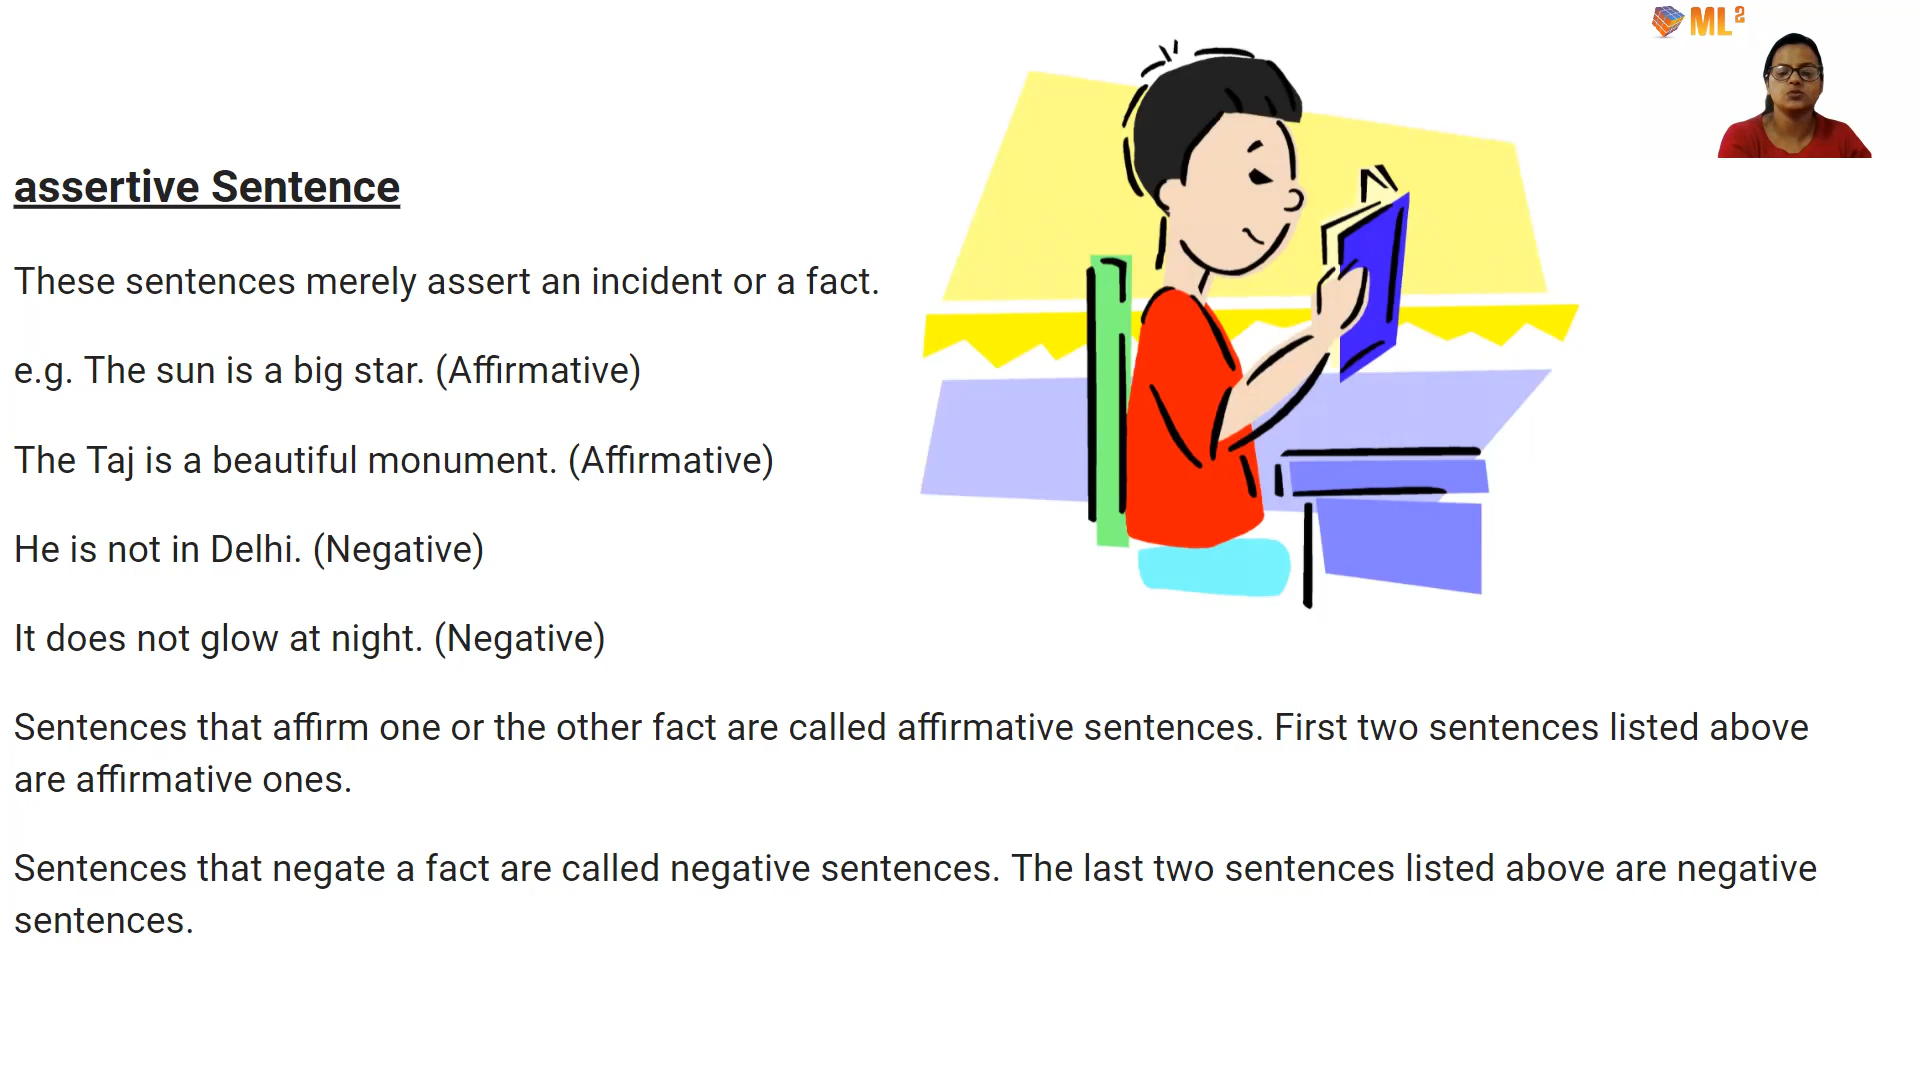 ML²
assertive Sentence
These sentences merely assert an incident or a fact.
e.g. The sun is a big star. (Affirmative)
The Taj is a beautiful monument. (Affirmative)
He is not in Delhi. (Negative)
It does not glow at night. (Negative)
Sentences that affirm one or the other fact are called affirmative sentences. First two sentences listed above
are affirmative ones.
Sentences that negate a fact are called negative sentences. The last two sentences listed above are negative
sentences.